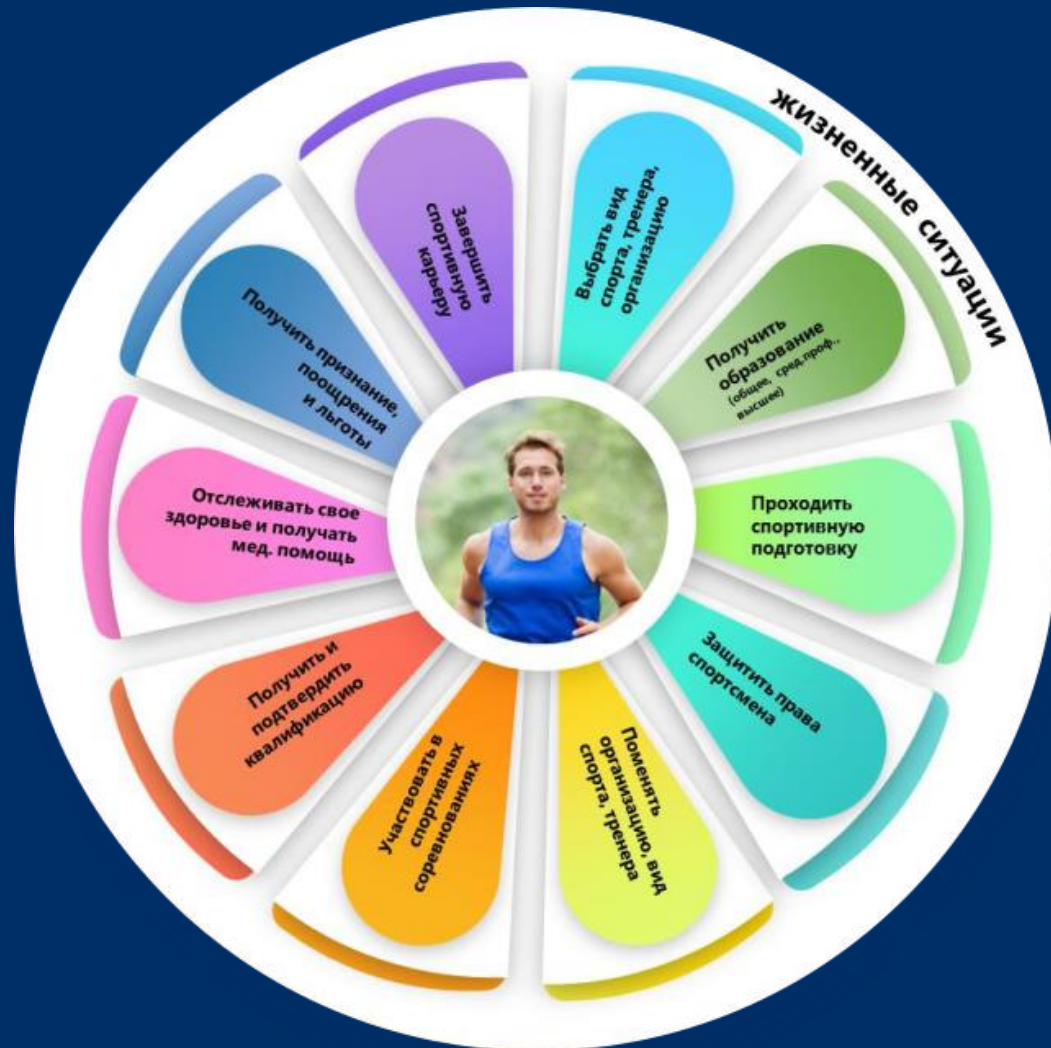 жизненные ситуации
Выбрать вид
спорта, тренера,
организацию
Получить
образование
(общее, сред.проф..
высшее)
Проходить
спортивную
подготовку
Защитить права
спортсмена
Поменять
организацию, вид
спорта, тренера
Участвовать в
спортивных
соревнованиях
Получить и
подтвердить
квалификацию
Отслеживать свое
здоровье и получать
мед. помощь
Получить признание,
поощрения
и льготы
Завершить
спортивную
карьеру